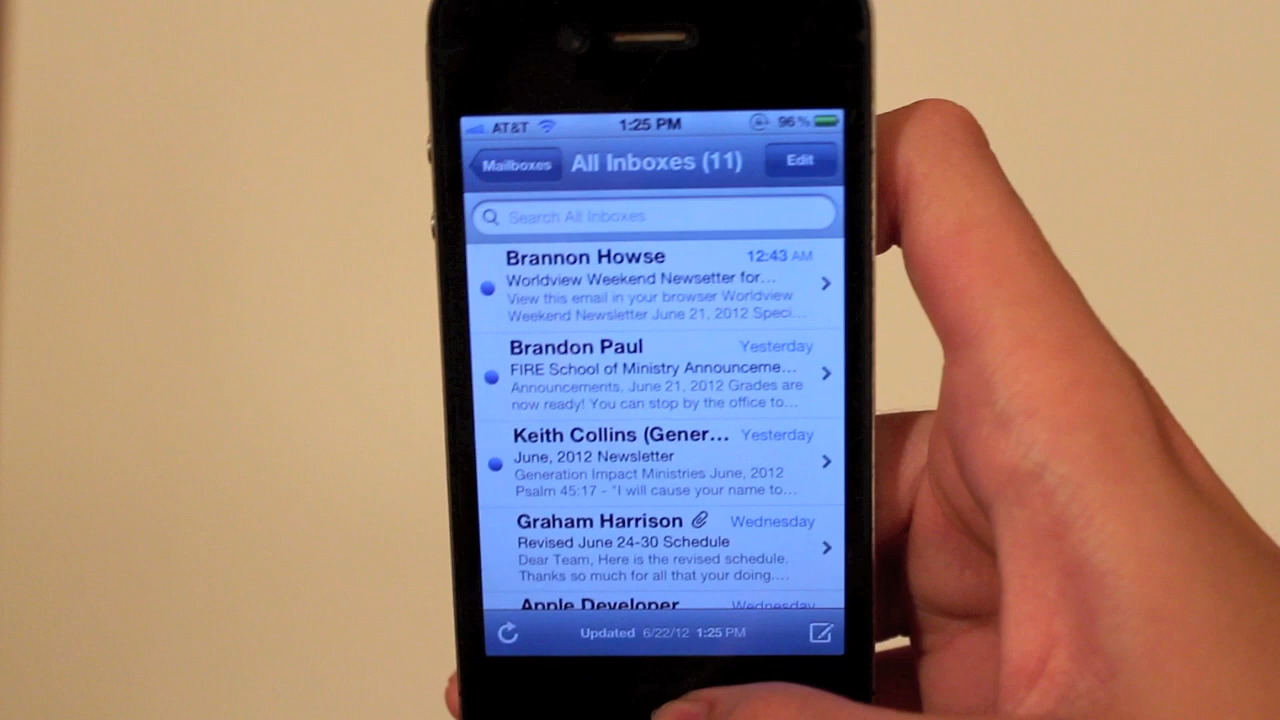 AT&T 1:25 PM 96%
Mailboxes All Inboxes (11) Edit
Search All Inboxes
Brannon Howse 12:43 AM
Worldview Weekend Newsetter for...
View this email in your browser Worldview
Weekend Newsletter June 21, 2012 Speci...
Brandon Paul Yesterday
FIRE School of Ministry Announceme...
Announcements, June 21, 2012 Grades are
now ready! You can stop by the office to...
Keith Collins (Gener... Yesterday
June, 2012 Newsletter
Generation Impact Ministries June, 2012
Psalm 45:17 - "I will cause your name to...
Graham Harrison Wednesday
Revised June 24-30 Schedule
Dear Team, Here is the revised schedule.
Thanks so much for all that your doing....
Apple Developer Wednesday
Updated 6/22/12 1:25 PM